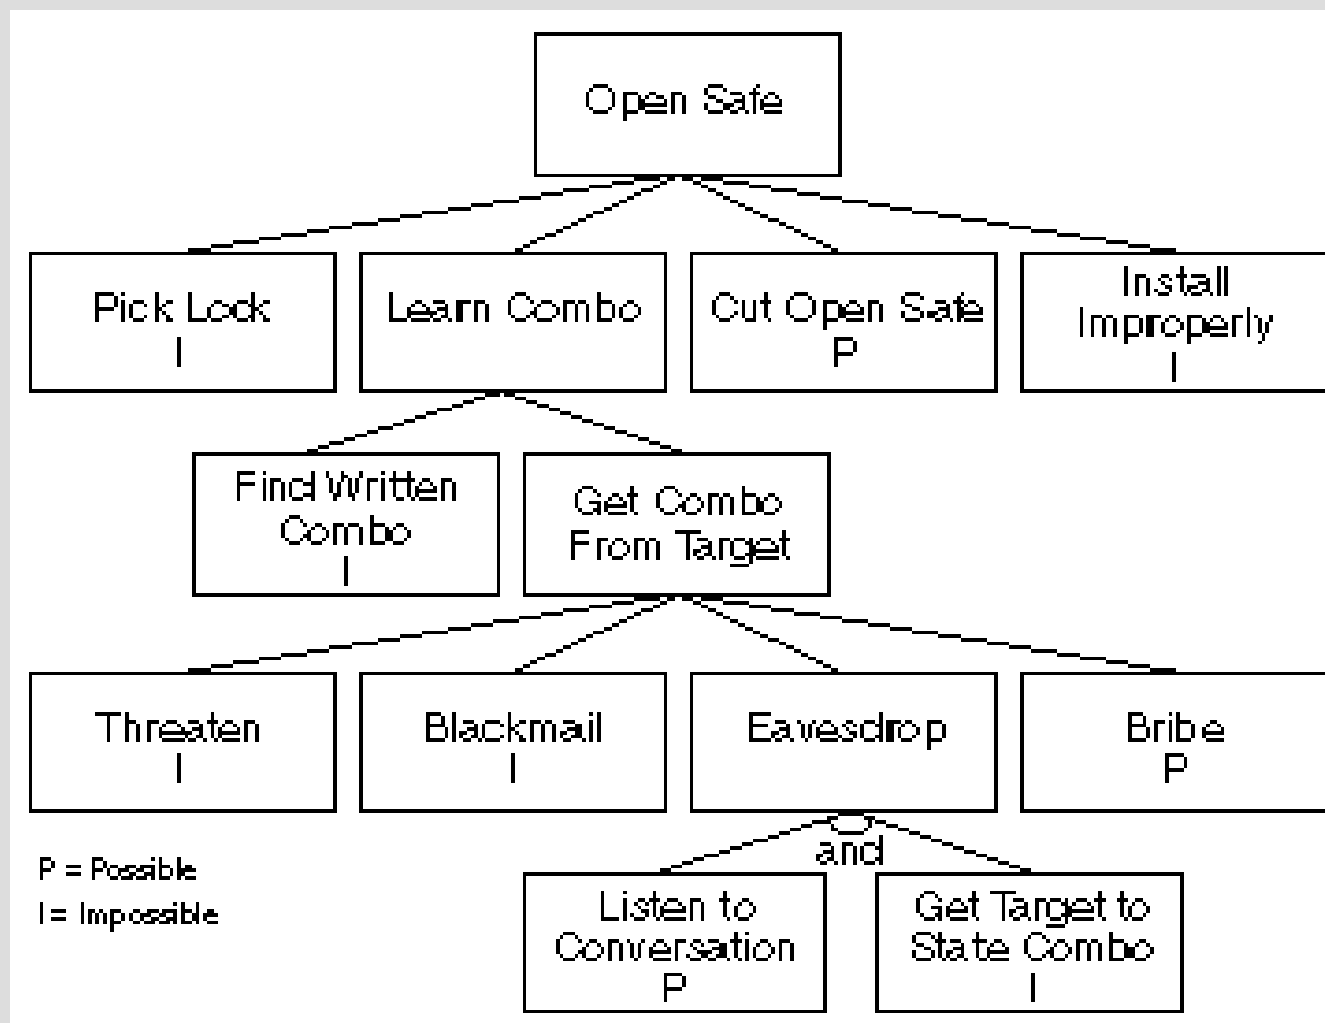 Open Safe
Pick Lock
I
Learn Combo
Cut Open Safe
P
Install
Improperly
I
Find Written
Combo
I
Get Combo
From Target
Threaten
I
Blackmail
I
Eavesdrop
Bribe
P
and
P = Possible
I = Impossible
Listen to
Conversation
P
Get Target to
State Combo
I